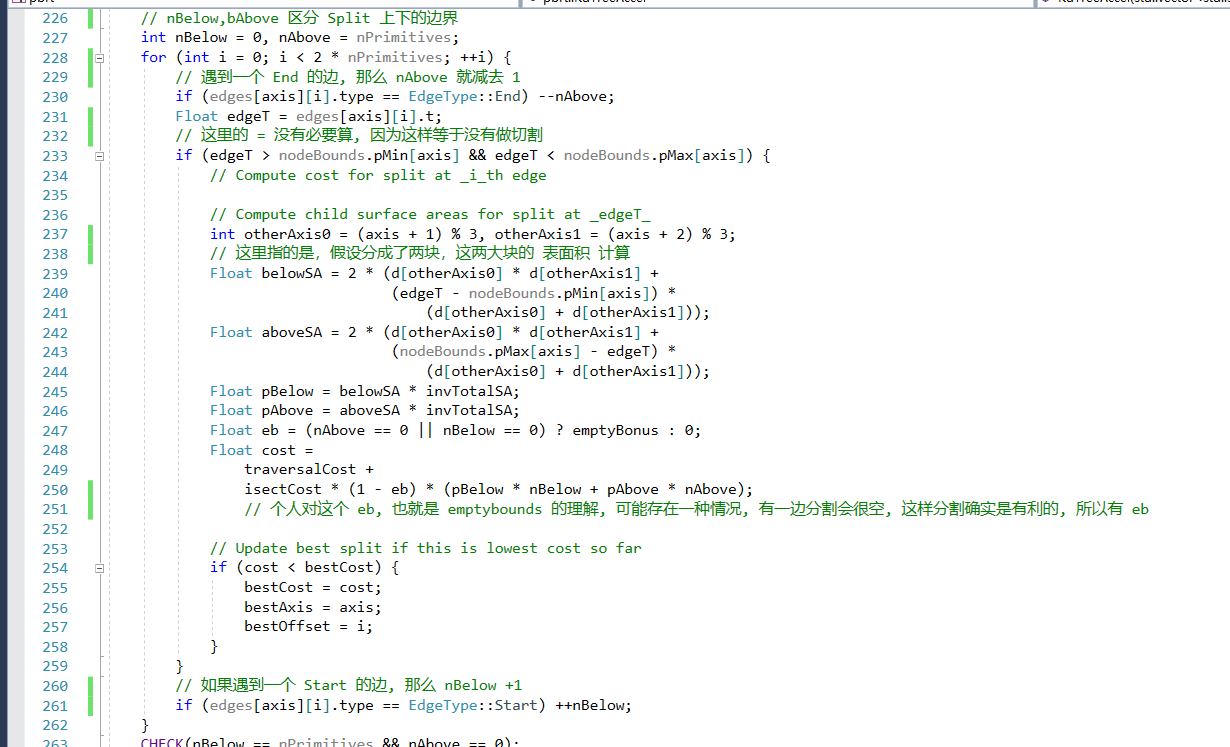 226 // nBelow,bAbove 区分 Split 上下的边界
227 int nBelow = 0, nAbove = nPrimitives;
228 for (int i = 0; i < 2 * nPrimitives; ++i) {
229 // 遇到一个 End 的边, 那么 nAbove 就减去 1
230 if (edges[axis][i].type == EdgeType::End) --nAbove;
231 Float edgeT = edges[axis][i].t;
232 // 这里的 = 没有必要算, 因为这样等于没有做切割
233 if (edgeT > nodeBounds.pMin[axis] && edgeT < nodeBounds.pMax[axis]) {
234 // Compute cost for split at _i_th edge
235
236 // Compute child surface areas for split at _edgeT_
237 int otherAxis0 = (axis + 1) % 3, otherAxis1 = (axis + 2) % 3;
238 // 这里指的是，假设分成了两块，这两大块的 表面积 计算
239 Float belowSA = 2 * (d[otherAxis0] * d[otherAxis1] +
240 (edgeT - nodeBounds.pMin[axis]) *
241 (d[otherAxis0] + d[otherAxis1]));
242 Float aboveSA = 2 * (d[otherAxis0] * d[otherAxis1] +
243 (nodeBounds.pMax[axis] - edgeT) *
244 (d[otherAxis0] + d[otherAxis1]));
245 Float pBelow = belowSA * invTotalSA;
246 Float pAbove = aboveSA * invTotalSA;
247 Float eb = (nAbove == 0 || nBelow == 0) ? emptyBonus : 0;
248 Float cost =
249 traversalCost +
250 isectCost * (1 - eb) * (pBelow * nBelow + pAbove * nAbove);
251 // 个人对这个 eb, 也就是 emptybounds 的理解, 可能存在一种情况, 有一边分割会很空, 这样分割确实是有利的, 所以有 eb
252
253 // Update best split if this is lowest cost so far
254 if (cost < bestCost) {
255 bestCost = cost;
256 bestAxis = axis;
257 bestOffset = i;
258 }
259 }
260 // 如果遇到一个 Start 的边, 那么 nBelow +1
261 if (edges[axis][i].type == EdgeType::Start) ++nBelow;
262 }
263 CHECK(nBelow == nPrimitives && nAbove == 0);